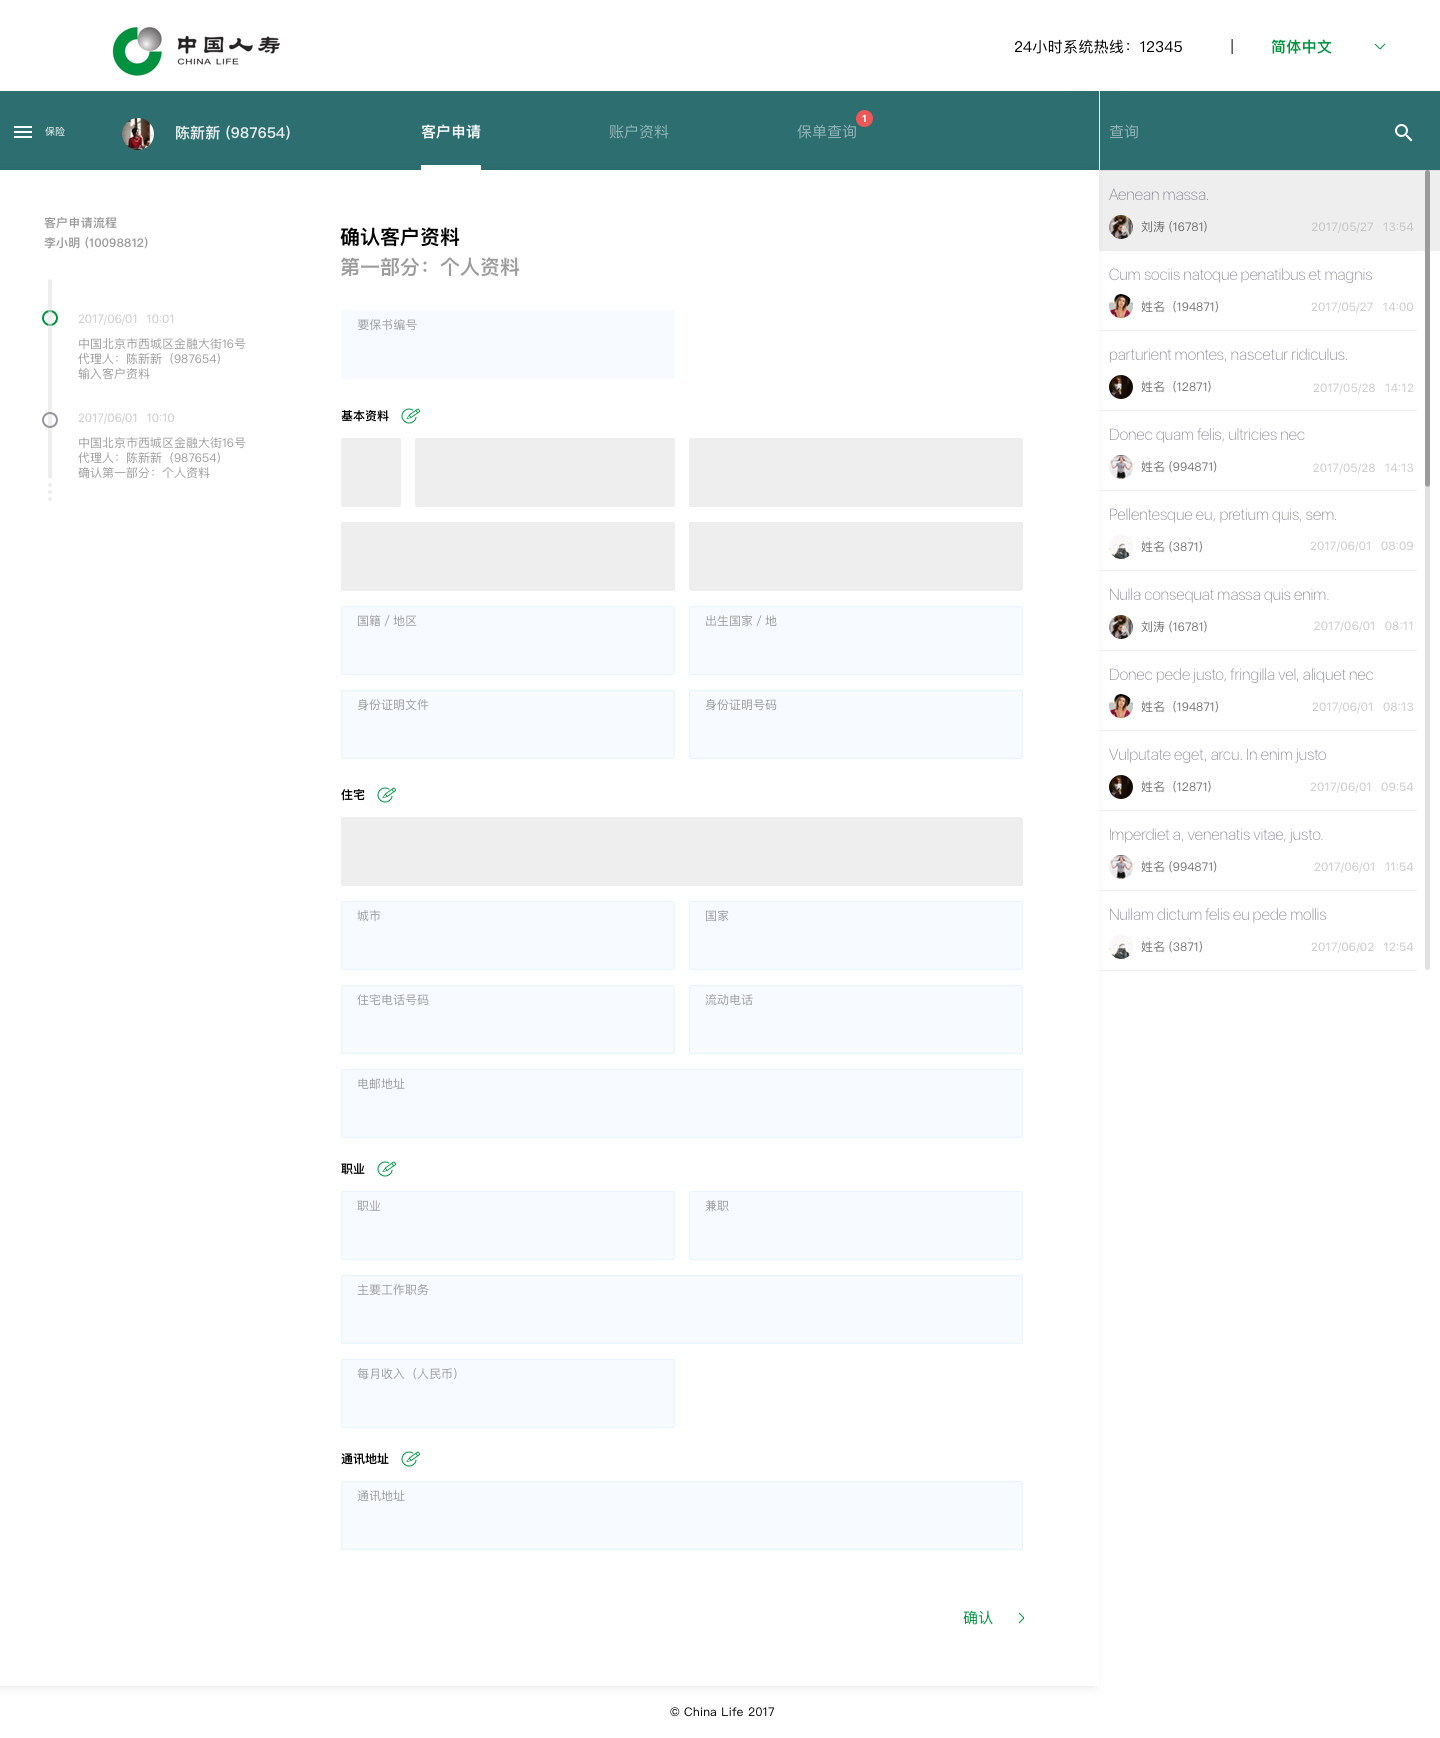 中国人寿
CHINA LIFE
24小时系统热线：12345
|
简体中文
保险
陈新新 (987654)
客户申请
账户资料
保单查询
1
查询
客户申请流程
李小明 (10098812)
2017/06/01 10:01
中国北京市西城区金融大街16号
代理人：陈新新（987654）
输入客户资料
2017/06/01 10:10
中国北京市西城区金融大街16号
代理人：陈新新（987654）
确认第一部分：个人资料
确认客户资料
第一部分：个人资料
要保书编号
基本资料
国籍 / 地区
出生国家 / 地
身份证明文件
身份证明号码
住宅
城市
国家
住宅电话号码
流动电话
电邮地址
职业
职业
兼职
主要工作职务
每月收入（人民币）
通讯地址
通讯地址
确认
Aenean massa.
刘涛 (16781)
2017/05/27 13:54
Cum sociis natoque penatibus et magnis
姓名（194871）
2017/05/27 14:00
parturient montes, nascetur ridiculus.
姓名（12871）
2017/05/28 14:12
Donec quam felis, ultricies nec
姓名 (994871)
2017/05/28 14:13
Pellentesque eu, pretium quis, sem.
姓名 (3871)
2017/06/01 08:09
Nulla consequat massa quis enim.
刘涛 (16781)
2017/06/01 08:11
Donec pede justo, fringilla vel, aliquet nec
姓名（194871）
2017/06/01 08:13
Vulputate eget, arcu. In enim justo
姓名（12871）
2017/06/01 09:54
Imperdiet a, venenatis vitae, justo.
姓名 (994871)
2017/06/01 11:54
Nullam dictum felis eu pede mollis
姓名 (3871)
2017/06/02 12:54
© China Life 2017